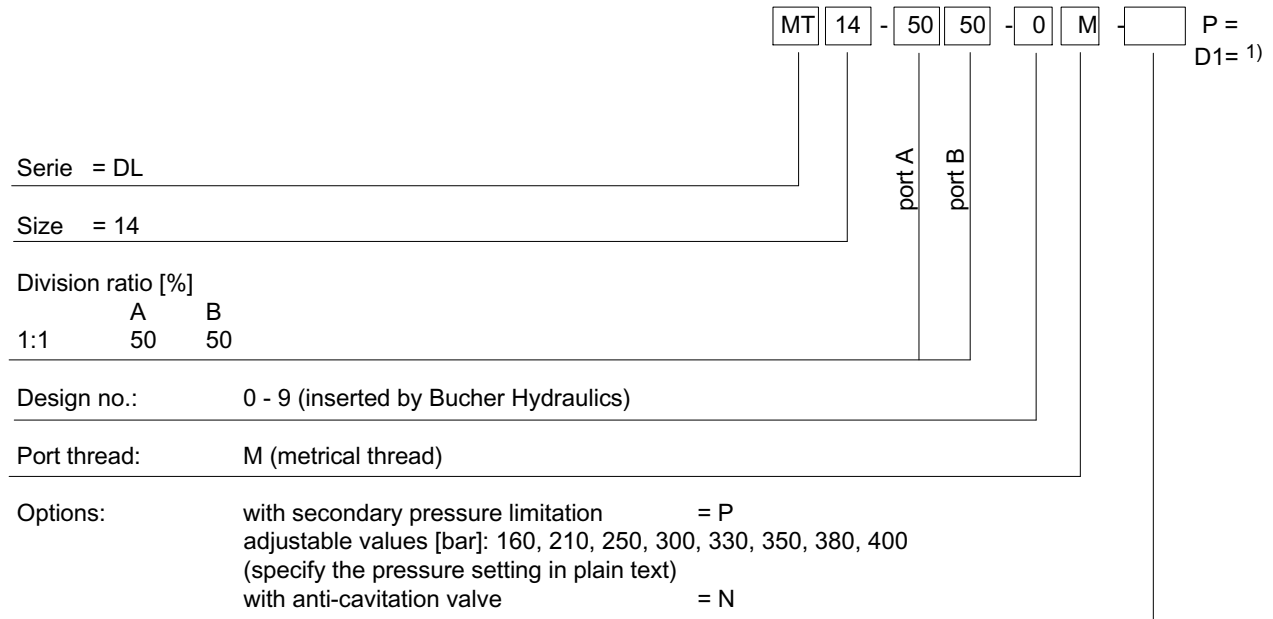 MT 14 - 50 50 - 0 M - P =
D1= 1)
port A
port B
Serie = DL
Size = 14
Division ratio [%]
A B
1:1 50 50
Design no.: 0 - 9 (inserted by Bucher Hydraulics)
Port thread: M (metrical thread)
Options: with secondary pressure limitation = P
adjustable values [bar]: 160, 210, 250, 300, 330, 350, 380, 400
(specify the pressure setting in plain text)
with anti-cavitation valve = N